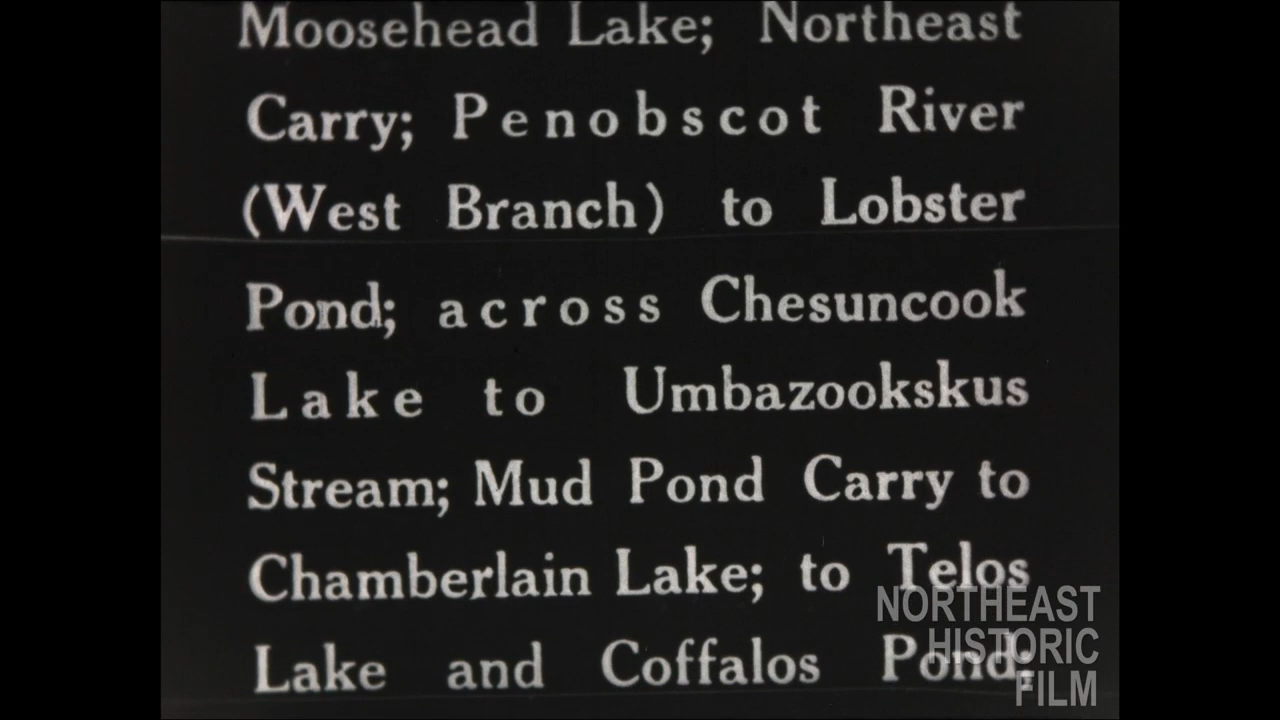 Moosehead Lake; Northeast
Carry; Penobscot River
(West Branch) to Lobster
Pond; across Chesuncook
Lake to Umbazookskus
Stream; Mud Pond Carry to
Chamberlain Lake; to Telos
Lake and Coffalos Pond;
NORTHEAST
HISTORIC
FILM